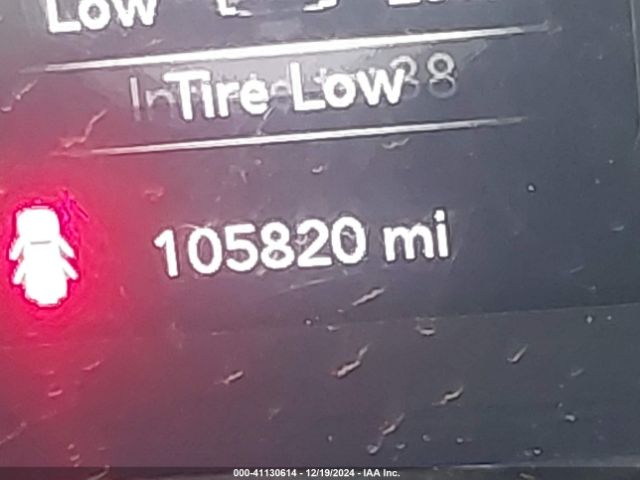 Low
Tire Low
105820 mi
000-41130614 - 12/19/2024 - IAA Inc.